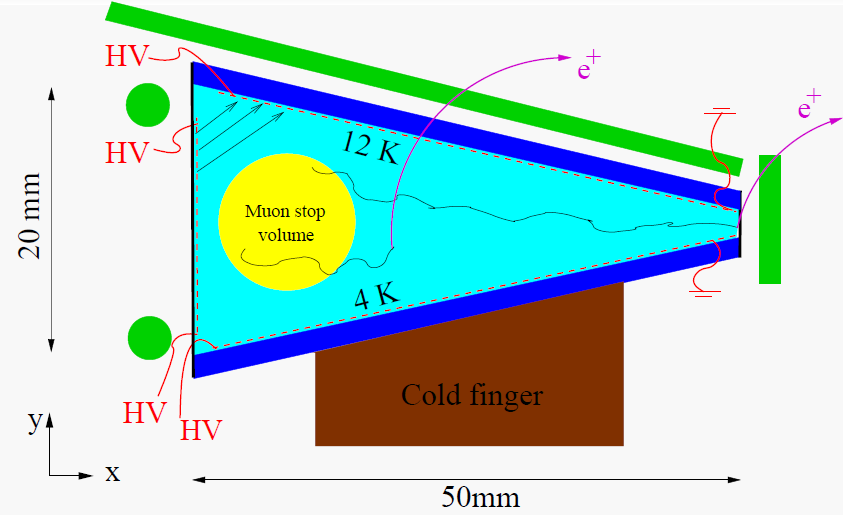 HV
e+
e+
HV
12 K
Muon stop
volume
20 mm
4 K
Cold finger
HV
HV
y
x
50mm